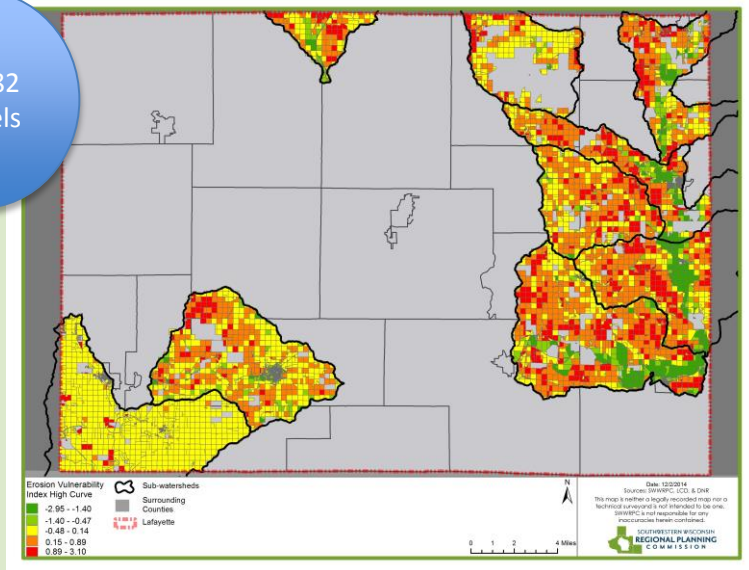 32
els
Erosion Vulnerability
Index High Curve
-2.95 - -1.40
-1.40 - -0.47
-0.48 - 0.14
0.15 - 0.89
0.89 - 3.10
Sub-watersheds
Surrounding
Counties
Lafayette
N
0 1 2 4 Miles
Date: 12/2/2014
Sources: SWWRPC, LCD, & DNR
This map is neither a legally recorded map nor a
technical survey and is not intended to be one.
SWWRPC is not responsible for any
inaccuracies herein contained.
SOUTHWESTERN WISCONSIN
REGIONAL PLANNING
COMMISSION